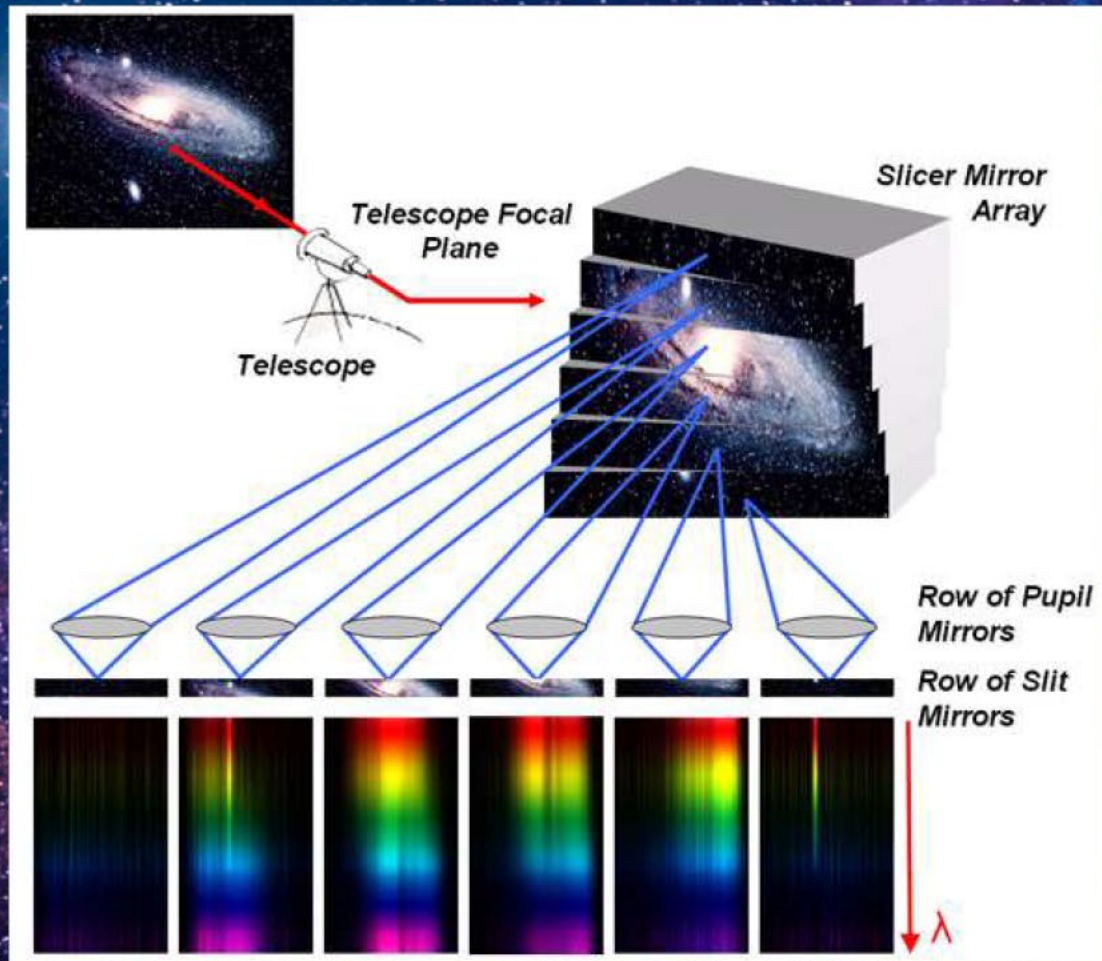 Slicer Mirror
Array
Telescope Focal
Plane
Telescope
Row of Pupil
Mirrors
Row of Slit
Mirrors
λ